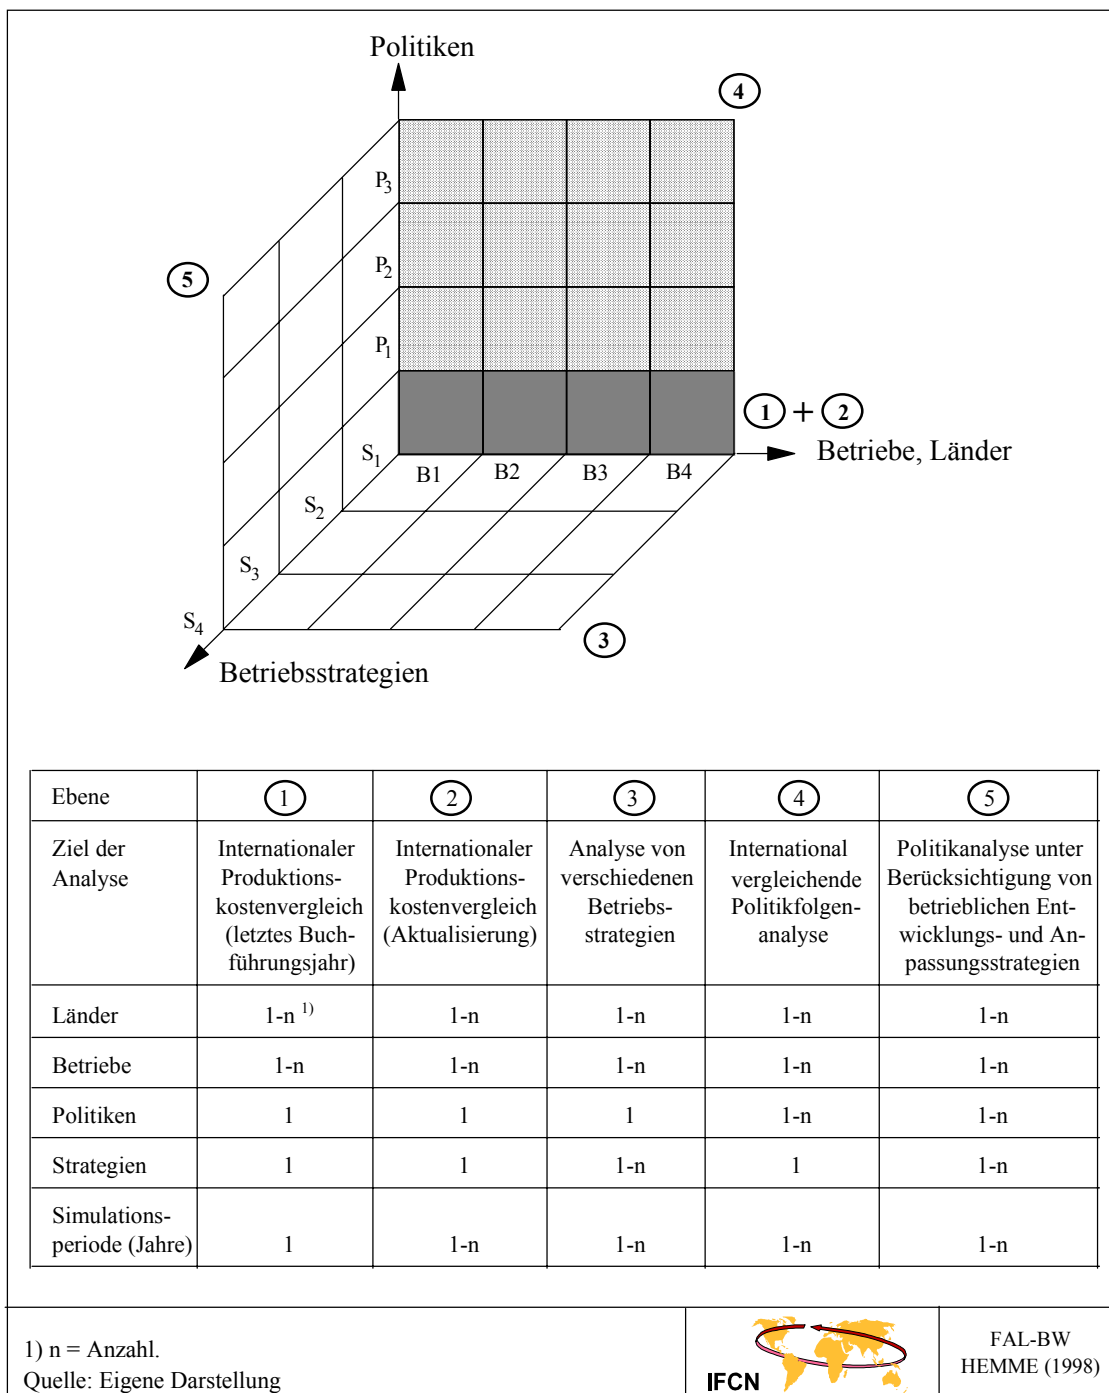 Politiken
4
P3
5
P2
P1
1 + 2
S1
Betriebe, Länder
B1 B2 B3 B4
S2
S3
S4
3
Betriebsstrategien
Ebene 1 2 3 4 5
Ziel der Analyse
Internationaler
Produktions-
kostenvergleich
(letztes Buch-
führungsjahr)
Internationaler
Produktions-
kostenvergleich
(Aktualisierung)
Analyse von
verschiedenen
Betriebs-
strategien
International
vergleichende
Politikfolgen-
analyse
Politikanalyse unter
Berücksichtigung von
betrieblichen Ent-
wicklungs- und An-
passungsstrategien
Länder 1-n 1) 1-n 1-n 1-n 1-n
Betriebe 1-n 1-n 1-n 1-n 1-n
Politiken 1 1 1 1-n 1-n
Strategien 1 1 1-n 1 1-n
Simulations-
periode (Jahre) 1 1-n 1-n 1-n 1-n
1) n = Anzahl.
Quelle: Eigene Darstellung
IFCN
FAL-BW
HEMME (1998)